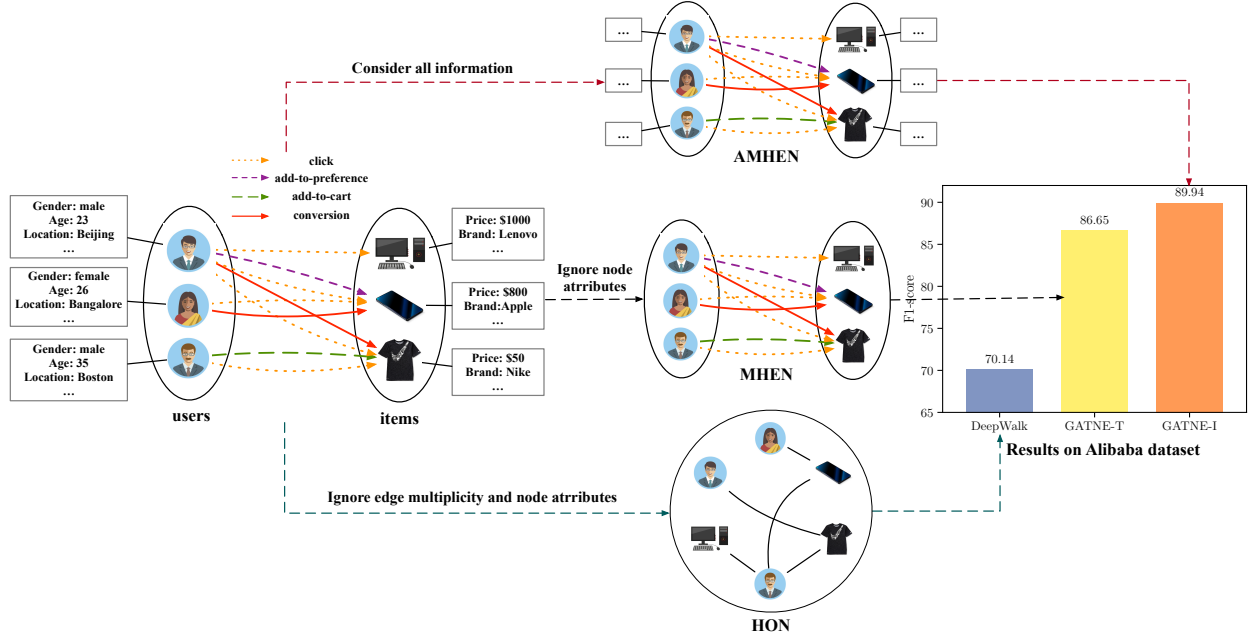 ...
...
...
...
...
...
Consider all information
AMHEN
click
add-to-preference
add-to-cart
conversion
Gender: male
Age: 23
Location: Beijing
...
Gender: female
Age: 26
Location: Bangalore
...
Gender: male
Age: 35
Location: Boston
...
users
items
Price: $1000
Brand: Lenovo
...
Price: $800
Brand:Apple
...
Price: $50
Brand: Nike
...
Ignore node
atrributes
MHEN
F1-score
90
85
80
75
70
65
70.14
86.65
89.94
DeepWalk
GATNE-T
GATNE-I
Results on Alibaba dataset
Ignore edge multiplicity and node atrributes
HON